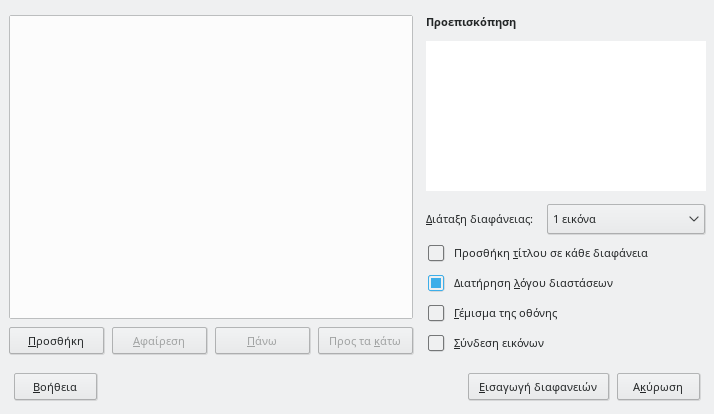 Προεπισκόπηση
Διάταξη διαφάνειας: 1 εικόνα
Προσθήκη τίτλου σε κάθε διαφάνεια
Διατήρηση λόγου διαστάσεων
Γέμισμα της οθόνης
Σύνδεση εικόνων
Προσθήκη Αφαίρεση Πάνω Προς τα κάτω
Βοήθεια Εισαγωγή διαφανειών Ακύρωση